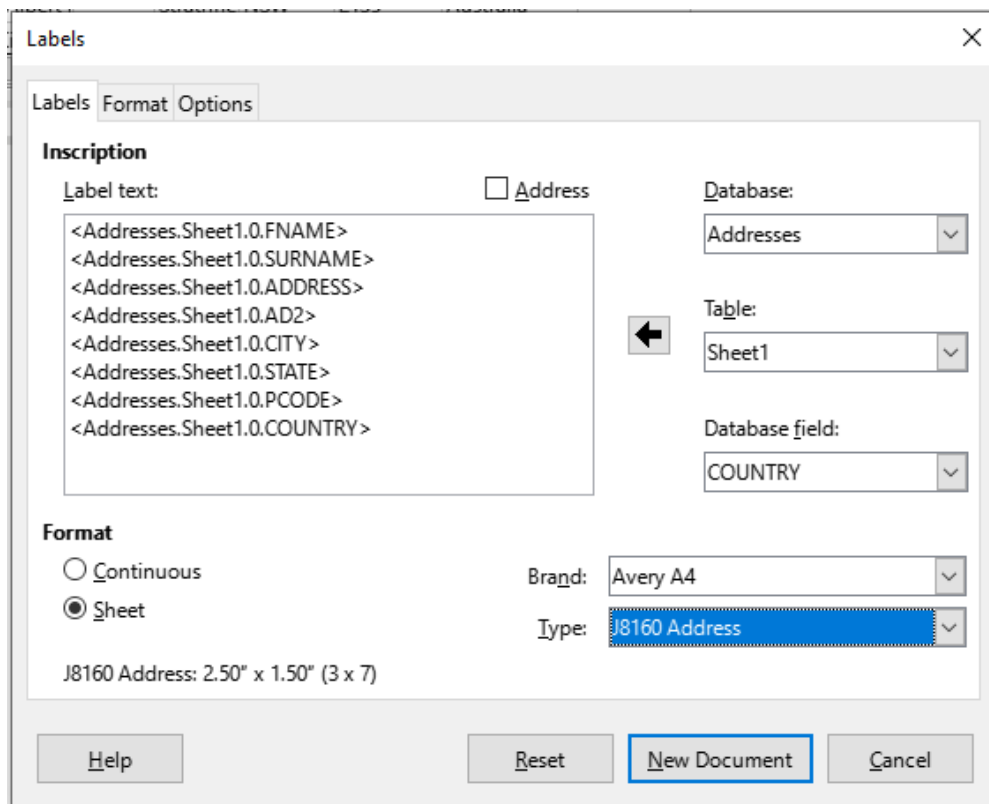 Labels
Labels Format Options
Inscription
Label text: Address Database:
<Addresses.Sheet1.0.FNAME>
<Addresses.Sheet1.0.SURNAME>
<Addresses.Sheet1.0.ADDRESS>
<Addresses.Sheet1.0.AD2>
<Addresses.Sheet1.0.CITY>
<Addresses.Sheet1.0.STATE>
<Addresses.Sheet1.0.PCODE>
<Addresses.Sheet1.0.COUNTRY>
Addresses
Table:
Sheet1
Database field:
COUNTRY
Format
Continuous
Sheet
Brand: Avery A4
Type: J8160 Address
J8160 Address: 2.50” x 1.50” (3 x 7)
Help Reset New Document Cancel